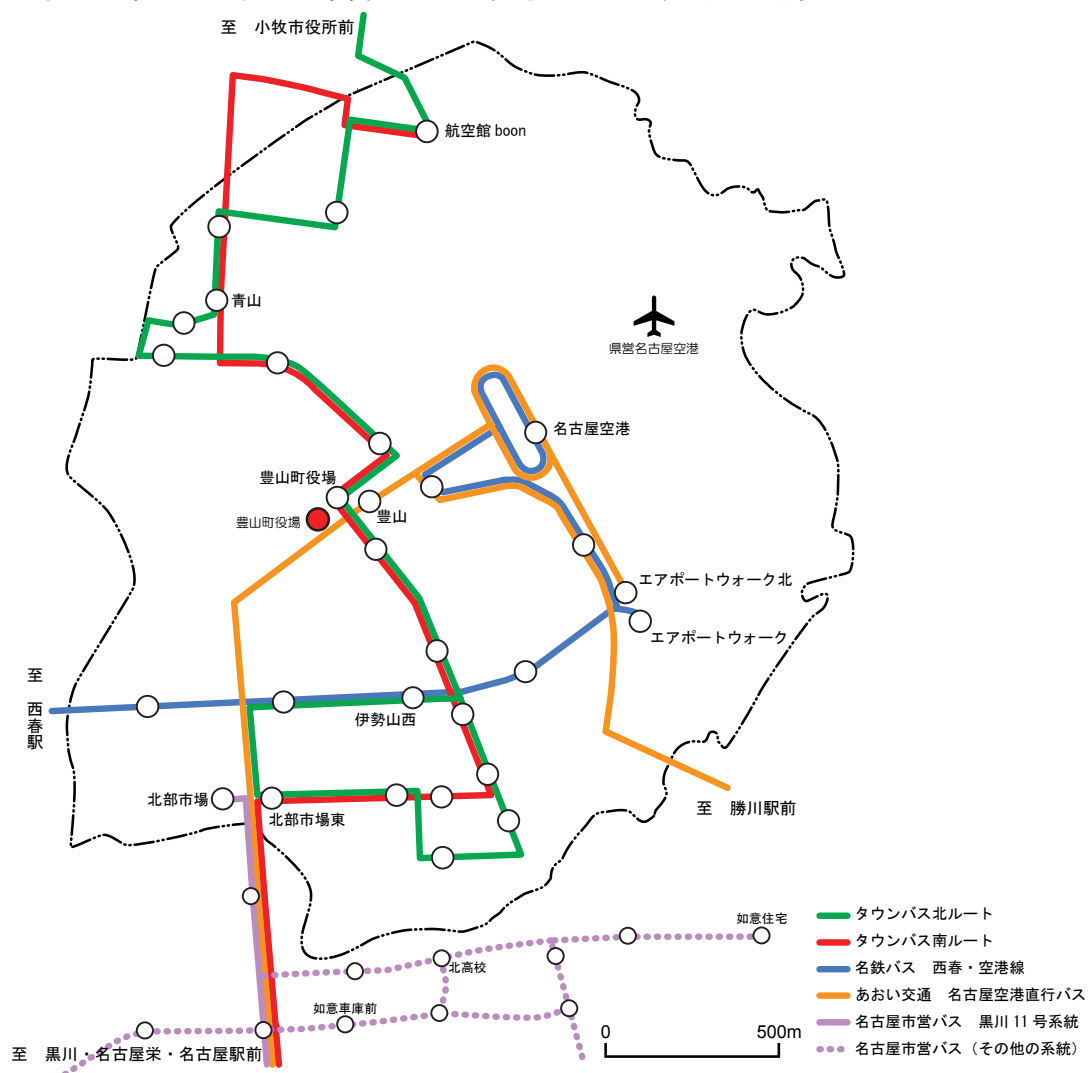 至　小牧市役所前
航空館 boon
青山
県営名古屋空港
名古屋空港
豊山町役場
豊山
豊山町役場
エアポートウォーク北
エアポートウォーク
至　西春駅
伊勢山西
北部市場
北部市場東
至　勝川駅前
如意住宅
北高校
如意車庫前
至　黒川・名古屋栄・名古屋駅前
タウンバス北ルート
タウンバス南ルート
名鉄バス　西春・空港線
あおい交通　名古屋空港直行バス
名古屋市営バス　黒川 11 号系統
名古屋市営バス（その他の系統）
0 500m